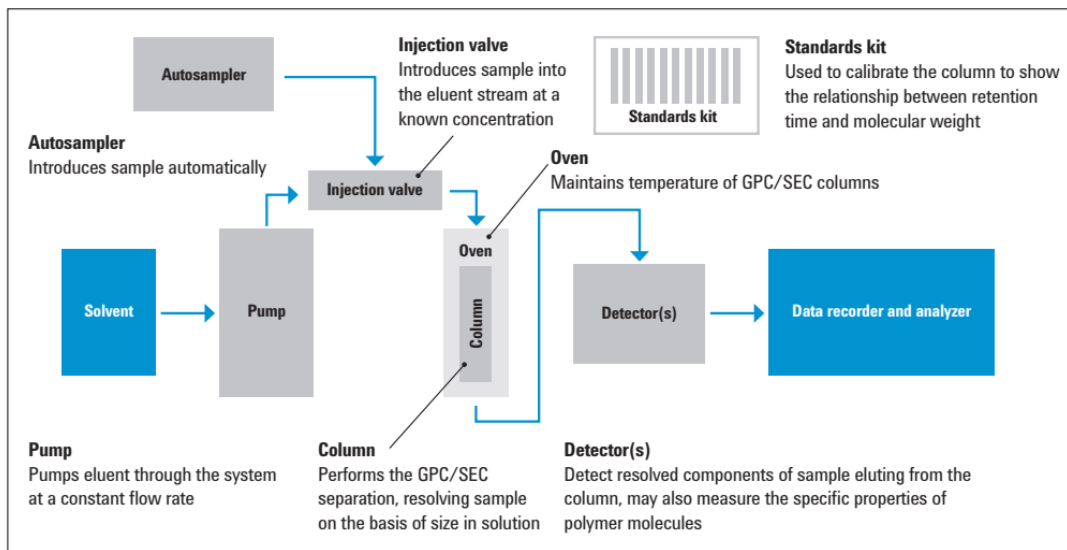 Autosampler
Injection valve
Introduces sample into
the eluent stream at a
known concentration
Standards kit
Standards kit
Used to calibrate the column to show
the relationship between retention
time and molecular weight
Autosampler
Introduces sample automatically
Injection valve
Oven
Maintains temperature of GPC/SEC columns
Solvent
Pump
Oven
Column
Detector(s)
Data recorder and analyzer
Pump
Pumps eluent through the system
at a constant flow rate
Column
Performs the GPC/SEC
separation, resolving sample
on the basis of size in solution
Detector(s)
Detect resolved components of sample eluting from the
column, may also measure the specific properties of
polymer molecules